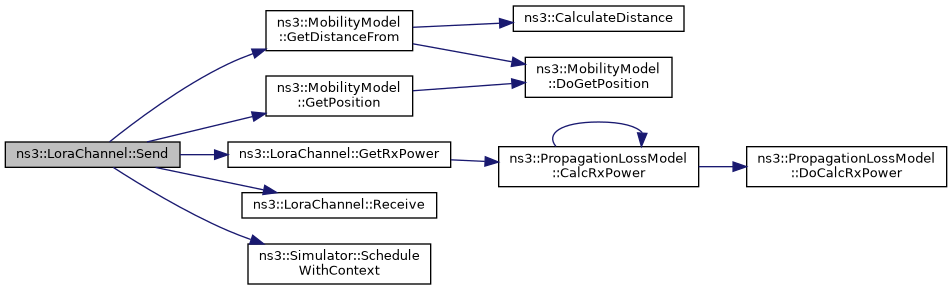 ns3::LoraChannel::Send
ns3::MobilityModel
::GetDistanceFrom
ns3::MobilityModel
::GetPosition
ns3::LoraChannel::GetRxPower
ns3::LoraChannel::Receive
ns3::Simulator::Schedule
WithContext
ns3::CalculateDistance
ns3::MobilityModel
::DoGetPosition
ns3::PropagationLossModel
::CalcRxPower
ns3::PropagationLossModel
::DoCalcRxPower